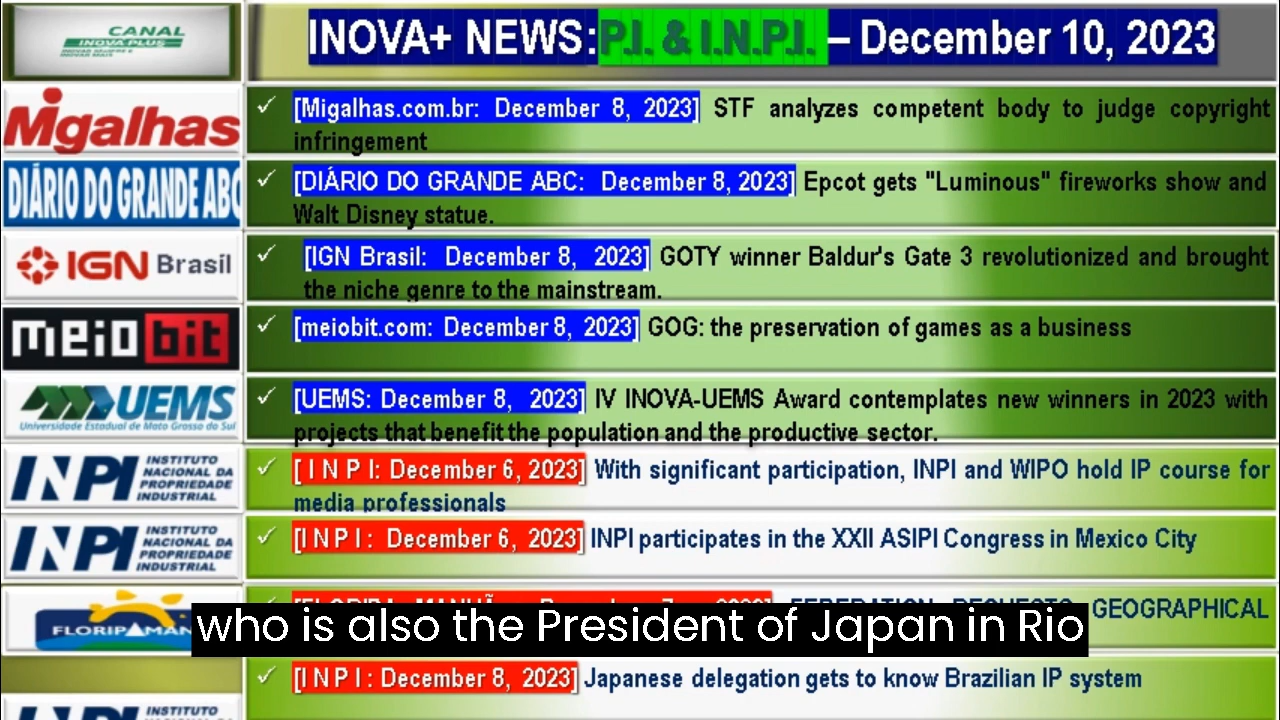 CANAL
INOVA PLUS
INOVA+ NEWS: P.I. & I.N.P.I. – December 10, 2023
Migalhas
[Migalhas.com.br: December 8, 2023] STF analyzes competent body to judge copyright
infringement
DIÁRIO DO GRANDE ABC
[DIÁRIO DO GRANDE ABC: December 8, 2023] Epcot gets "Luminous" fireworks show and
Walt Disney statue.
IGN Brasil
[IGN Brasil: December 8, 2023] GOTY winner Baldur's Gate 3 revolutionized and brought
the niche genre to the mainstream.
meio bit
[meiobit.com: December 8, 2023] GOG: the preservation of games as a business
UEMS
Universidade Estadual de Mato Grosso do Sul
[UEMS: December 8, 2023] IV INOVA-UEMS Award contemplates new winners in 2023 with
projects that benefit the population and the productive sector.
INPI INSTITUTO
NACIONAL DA
PROPRIEDADE
INDUSTRIAL
[ I N P I: December 6, 2023] With significant participation, INPI and WIPO hold IP course for
media professionals
INPI INSTITUTO
NACIONAL DA
PROPRIEDADE
INDUSTRIAL
[I N P I : December 6, 2023] INPI participates in the XXII ASIPI Congress in Mexico City
FLORIPAMAN
GEOGRAPHICAL
who is also the President of Japan in Rio
[I N P I : December 8, 2023] Japanese delegation gets to know Brazilian IP system
INSTITUTO